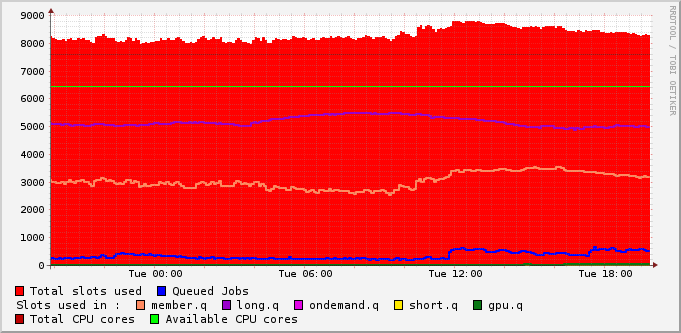 9000
8000
7000
6000
5000
4000
3000
2000
1000
0
Tue 00:00 Tue 06:00 Tue 12:00 Tue 18:00
RRDTOOL / TOBI OETIKER
Total slots used Queued Jobs
Slots used in : member.q long.q ondemand.q short.q gpu.q
Total CPU cores Available CPU cores